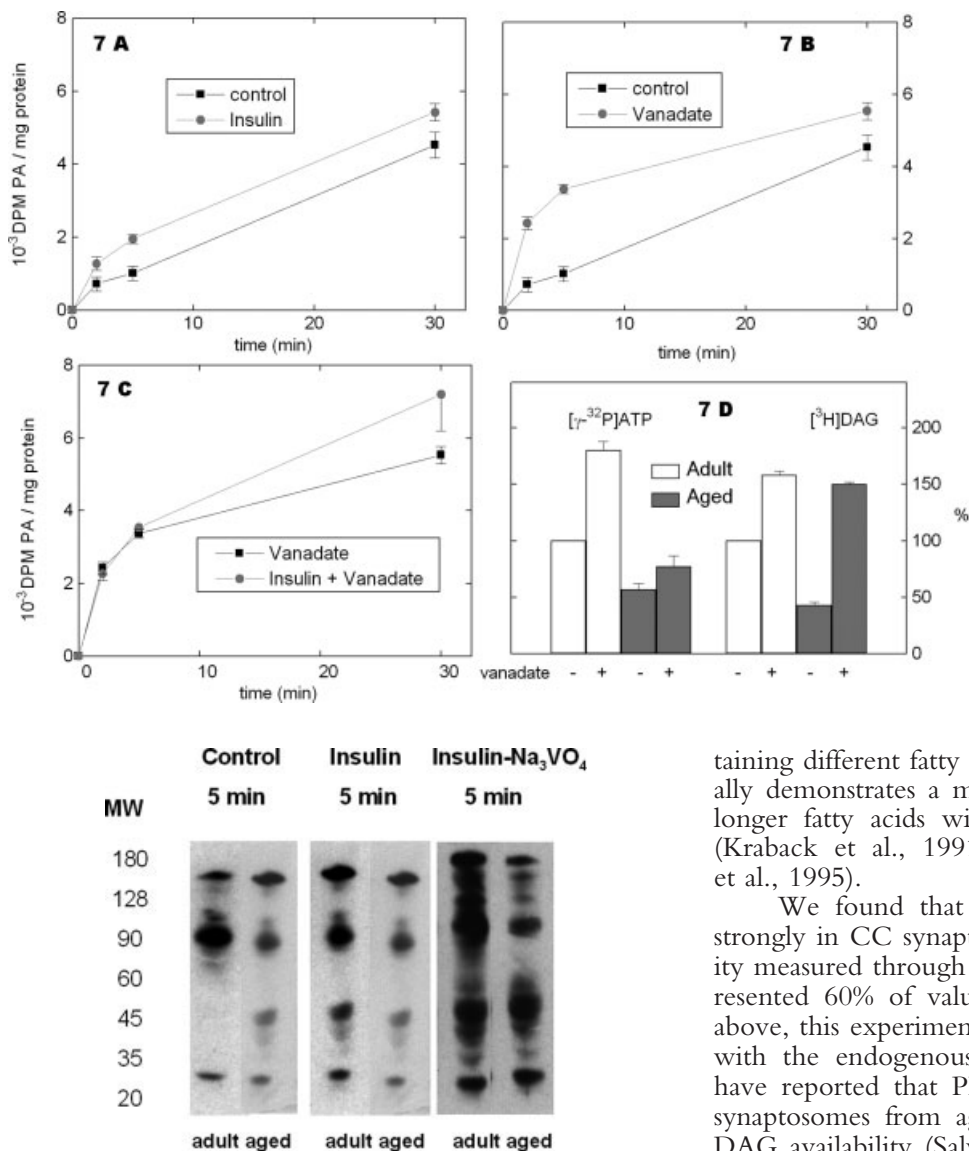 7 A
control
Insulin
10⁻³DPM PA / mg protein
8
6
4
2
0
0 10 20 30
time (min)
7 B
control
Vanadate
8
6
4
2
0
0 10 20 30
time (min)
7 C
Vanadate
Insulin + Vanadate
10⁻³DPM PA / mg protein
8
6
4
2
0
0 10 20 30
time (min)
7 D
[γ-³²P]ATP
[³H]DAG
Adult
Aged
200
150
100
50
0
%
vanadate - + - + - + - +
Control Insulin Insulin-Na₃VO₄
5 min 5 min 5 min
MW
180
128
90
60
45
35
20
adult aged adult aged adult aged
taining different fatty
ally demonstrates a m
longer fatty acids wi
(Kraback et al., 199
et al., 1995).
We found that
strongly in CC synapt
ity measured through
resented 60% of valu
above, this experimen
with the endogenous
have reported that P
synaptosomes from ag
DAG availability (Salv